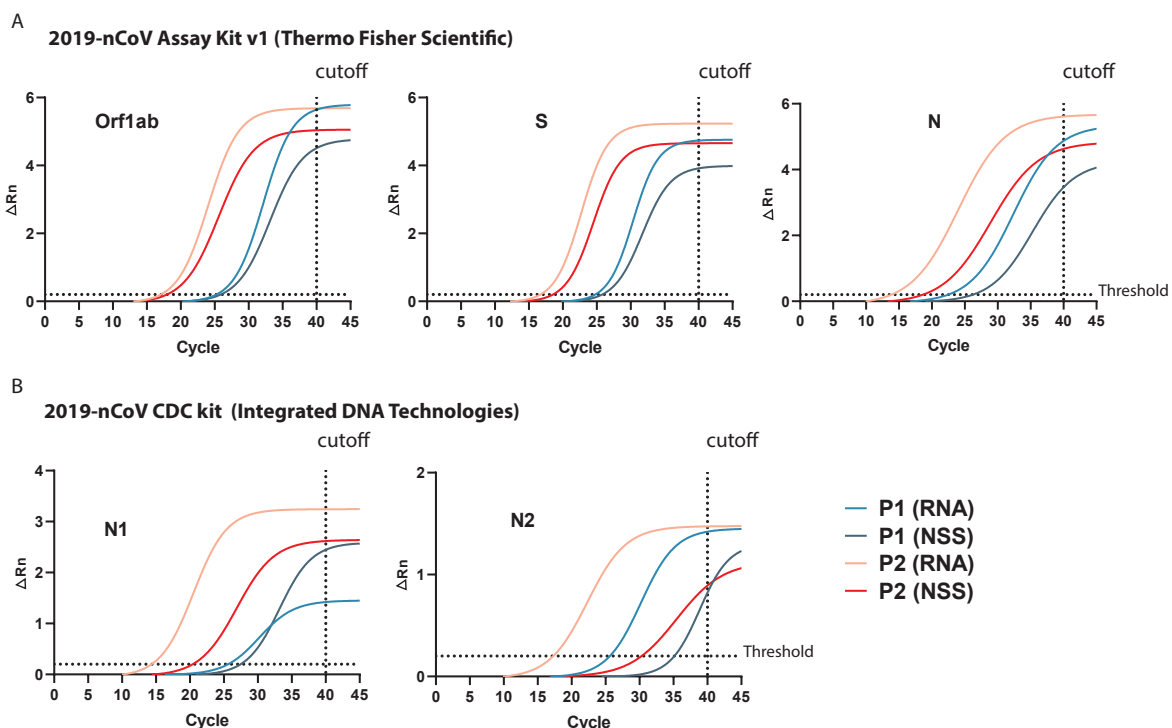 A
2019-nCoV Assay Kit v1 (Thermo Fisher Scientific)
cutoff
cutoff
cutoff
Orf1ab
S
N
△Rn
△Rn
△Rn
6
4
2
0
6
4
2
0
6
4
2
0
Threshold
0 5 10 15 20 25 30 35 40 45
0 5 10 15 20 25 30 35 40 45
0 5 10 15 20 25 30 35 40 45
Cycle
Cycle
Cycle
B
2019-nCoV CDC kit (Integrated DNA Technologies)
cutoff
cutoff
N1
N2
△Rn
△Rn
4
3
2
1
0
2
1
0
Threshold
0 5 10 15 20 25 30 35 40 45
0 5 10 15 20 25 30 35 40 45
Cycle
Cycle
P1 (RNA)
P1 (NSS)
P2 (RNA)
P2 (NSS)